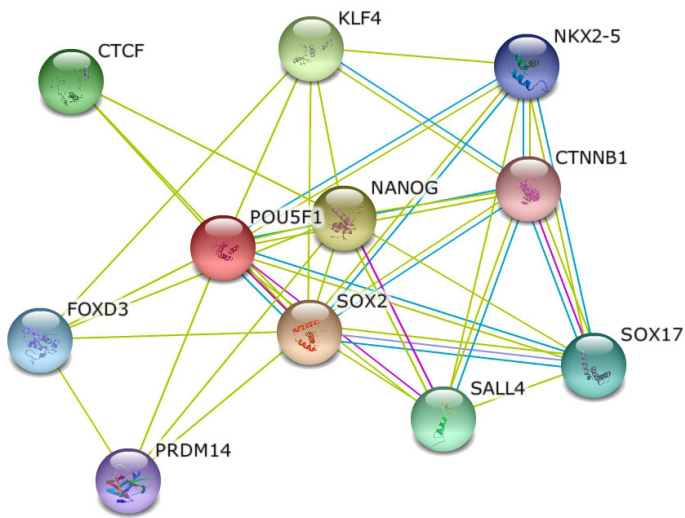 KLF4
NKX2-5
CTCF
CTNNB1
NANOG
POU5F1
FOXD3
SOX2
SOX17
SALL4
PRDM14